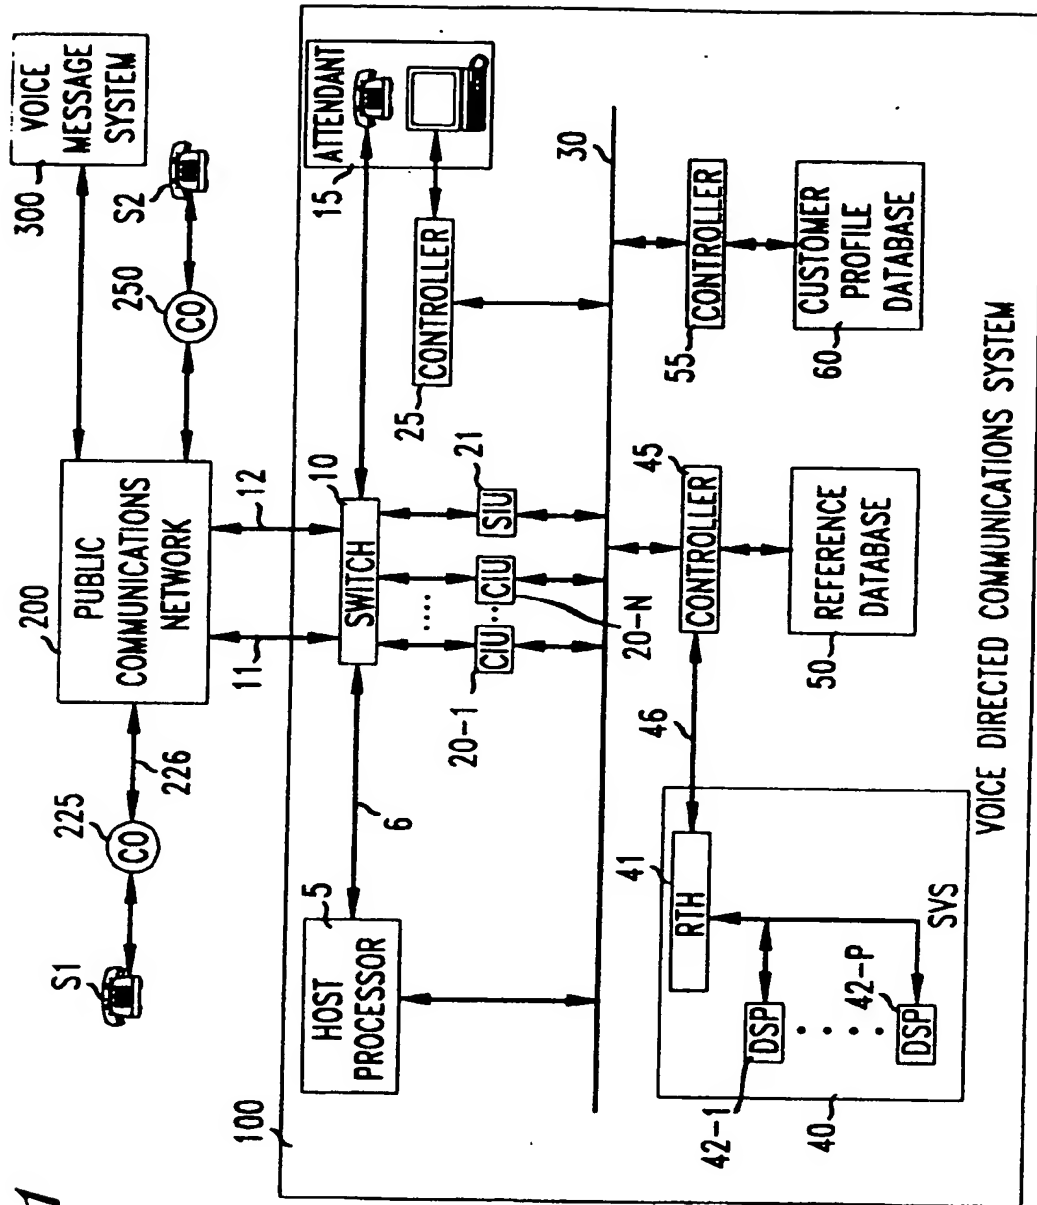 1
S1
225
CO
226
200
PUBLIC
COMMUNICATIONS
NETWORK
300
VOICE
MESSAGE
SYSTEM
S2
250
CO
11
12
100
HOST
PROCESSOR
5
6
SWITCH
10
15
ATTENDANT
CONTROLLER
25
20-1
CIU
.....
..
CIU
20-N
SIU
21
30
40
SVS
RTH
41
42-1
DSP
.....
DSP
42-P
46
CONTROLLER
45
REFERENCE
DATABASE
50
CONTROLLER
55
CUSTOMER
PROFILE
DATABASE
60
VOICE DIRECTED COMMUNICATIONS SYSTEM